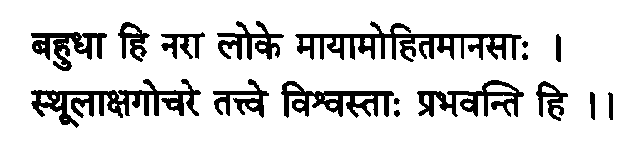 बहुधा हि नरा लोके मायामोहितमानसाः ।
स्थूलाक्षगोचरे तत्त्वे विश्वस्ताः प्रभवन्ति हि ।।